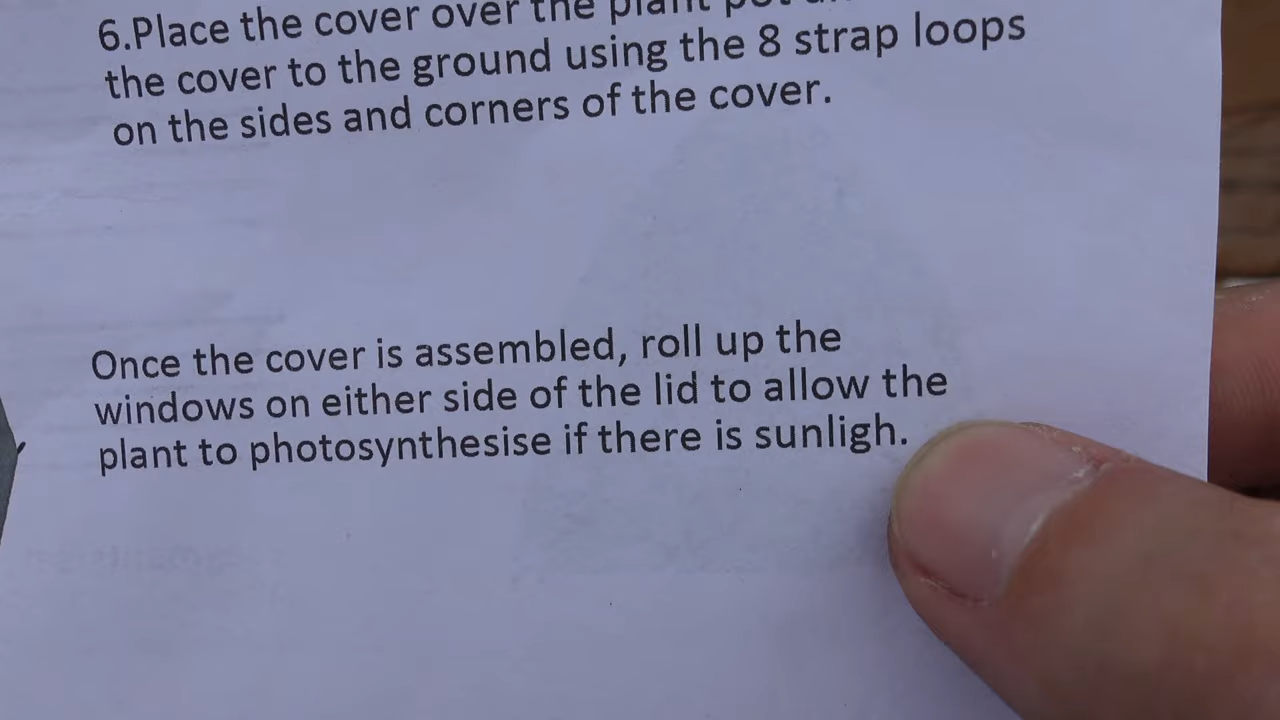 6.Place the cover over the plant pot
the cover to the ground using the 8 strap loops
on the sides and corners of the cover.
Once the cover is assembled, roll up the
windows on either side of the lid to allow the
plant to photosynthesise if there is sunligh.